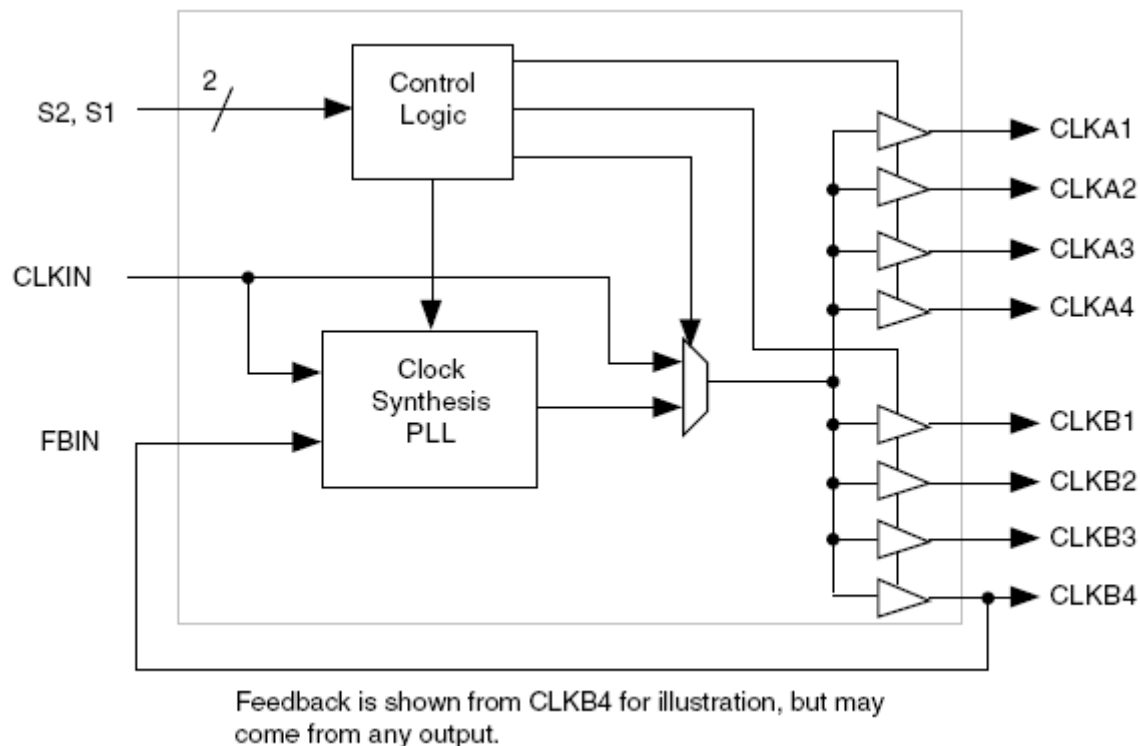 2
S2, S1
Control
Logic
CLKA1
CLKA2
CLKA3
CLKA4
CLKIN
Clock
Synthesis
PLL
FBIN
CLKB1
CLKB2
CLKB3
CLKB4
Feedback is shown from CLKB4 for illustration, but may
come from any output.